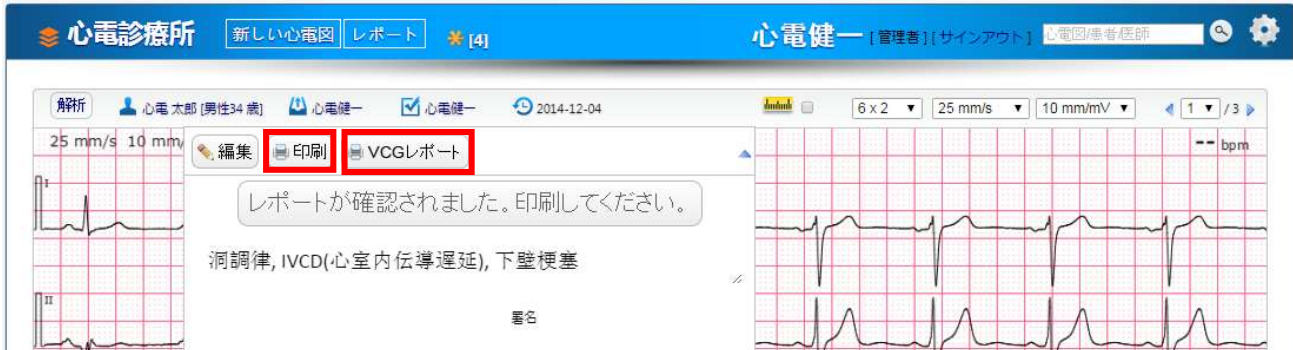 心電診療所 新しい心電図 レポート [4] 心電健一 [管理者] [サインアウト] 心電図/患者/医師
解析 心電 太郎 [男性34 歳] 心電健一 心電健一 2014-12-04 6 x 2 25 mm/s 10 mm/mV 1 / 3
25 mm/s 10 mm/ -- bpm
編集 印刷 VCGレポート
I
レポートが確認されました。印刷してください。
洞調律, IVCD(心室内伝導遅延), 下壁梗塞
II
署名